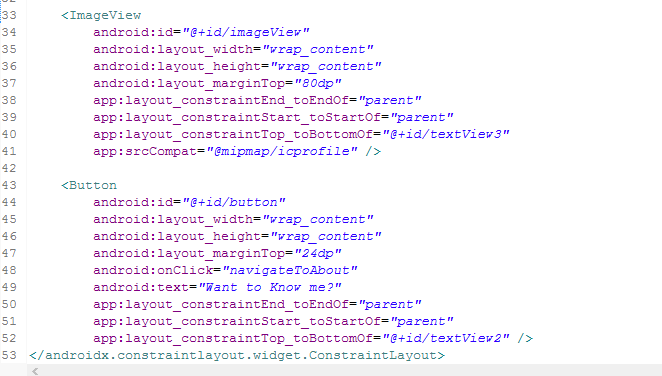 33    <ImageView
34        android:id="@+id/imageView"
35        android:layout_width="wrap_content"
36        android:layout_height="wrap_content"
37        android:layout_marginTop="80dp"
38        app:layout_constraintEnd_toEndOf="parent"
39        app:layout_constraintStart_toStartOf="parent"
40        app:layout_constraintTop_toBottomOf="@+id/textView3"
41        app:srcCompat="@mipmap/icprofile" />
42
43    <Button
44        android:id="@+id/button"
45        android:layout_width="wrap_content"
46        android:layout_height="wrap_content"
47        android:layout_marginTop="24dp"
48        android:onClick="navigateToAbout"
49        android:text="Want to Know me?"
50        app:layout_constraintEnd_toEndOf="parent"
51        app:layout_constraintStart_toStartOf="parent"
52        app:layout_constraintTop_toBottomOf="@+id/textView2" />
53 </androidx.constraintlayout.widget.ConstraintLayout>